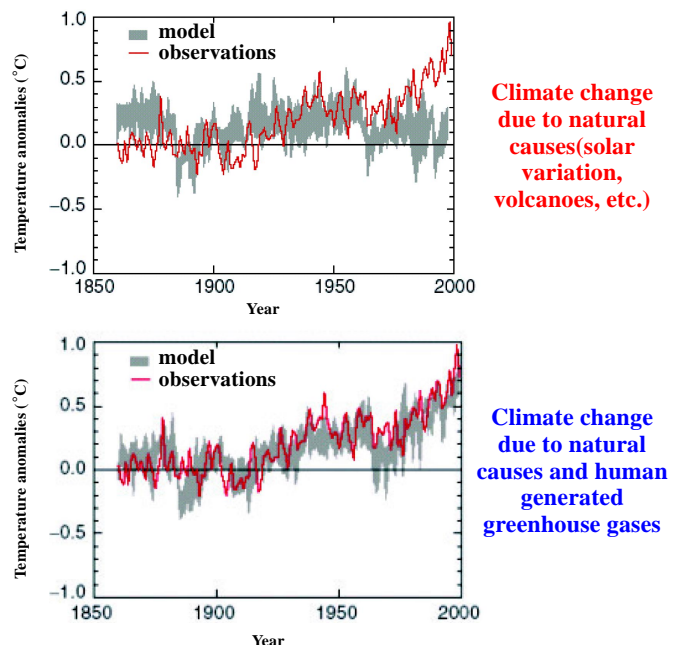 1.0
model
observations
0.5
0.0
−0.5
−1.0
1850
1900
1950
2000
Temperature anomalies (°C)
Year
Climate change
due to natural
causes(solar
variation,
volcanoes, etc.)
1.0
model
observations
0.5
0.0
−0.5
−1.0
1850
1900
1950
2000
Temperature anomalies (°C)
Year
Climate change
due to natural
causes and human
generated
greenhouse gases